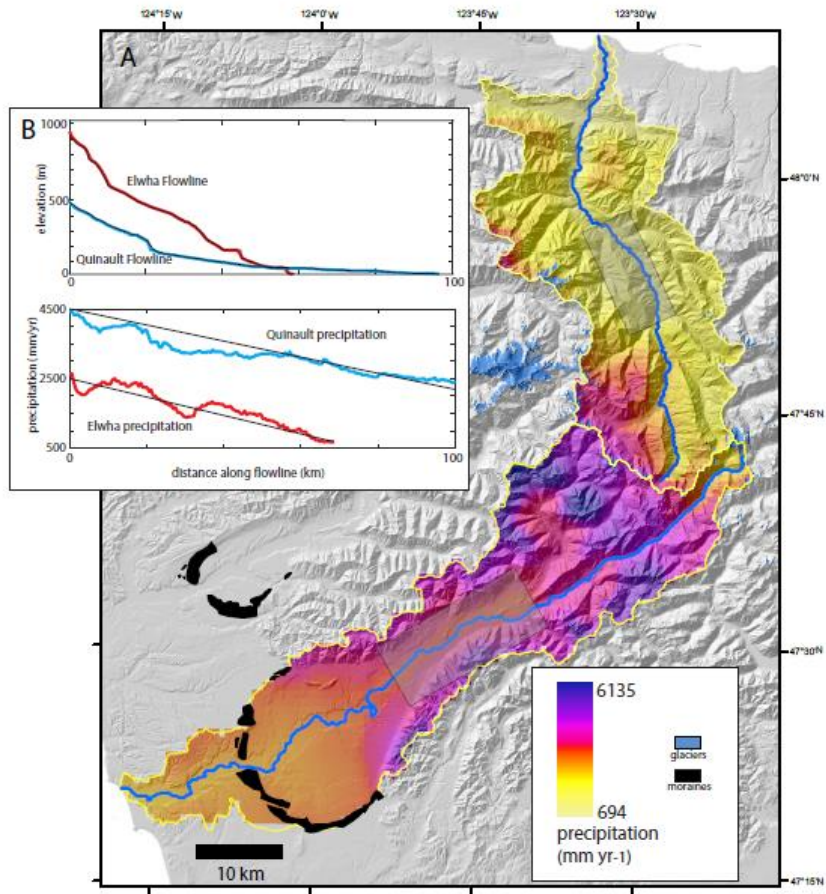 124°15'W 124°0'W 123°45'W 123°30'W
A
B
1000
500
0
elevation (m)
Elwha Flowline
Quinault Flowline
0 100
4500
2500
500
precipitation (mm/yr)
Quinault precipitation
Elwha precipitation
0 100
distance along flowline (km)
48°0'N
47°45'N
47°30'N
47°15'N
10 km
6135
694
precipitation
(mm yr-1)
glaciers
moraines